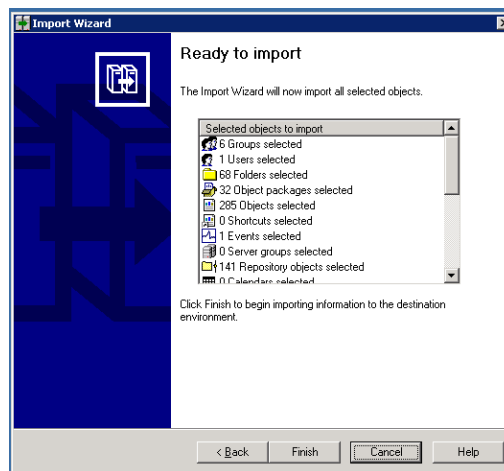 Import Wizard
Ready to import
The Import Wizard will now import all selected objects.
Selected objects to import
6 Groups selected
1 Users selected
68 Folders selected
32 Object packages selected
285 Objects selected
0 Shortcuts selected
1 Events selected
0 Server groups selected
141 Repository objects selected
0 Calendars selected
Click Finish to begin importing information to the destination
environment.
< Back Finish Cancel Help